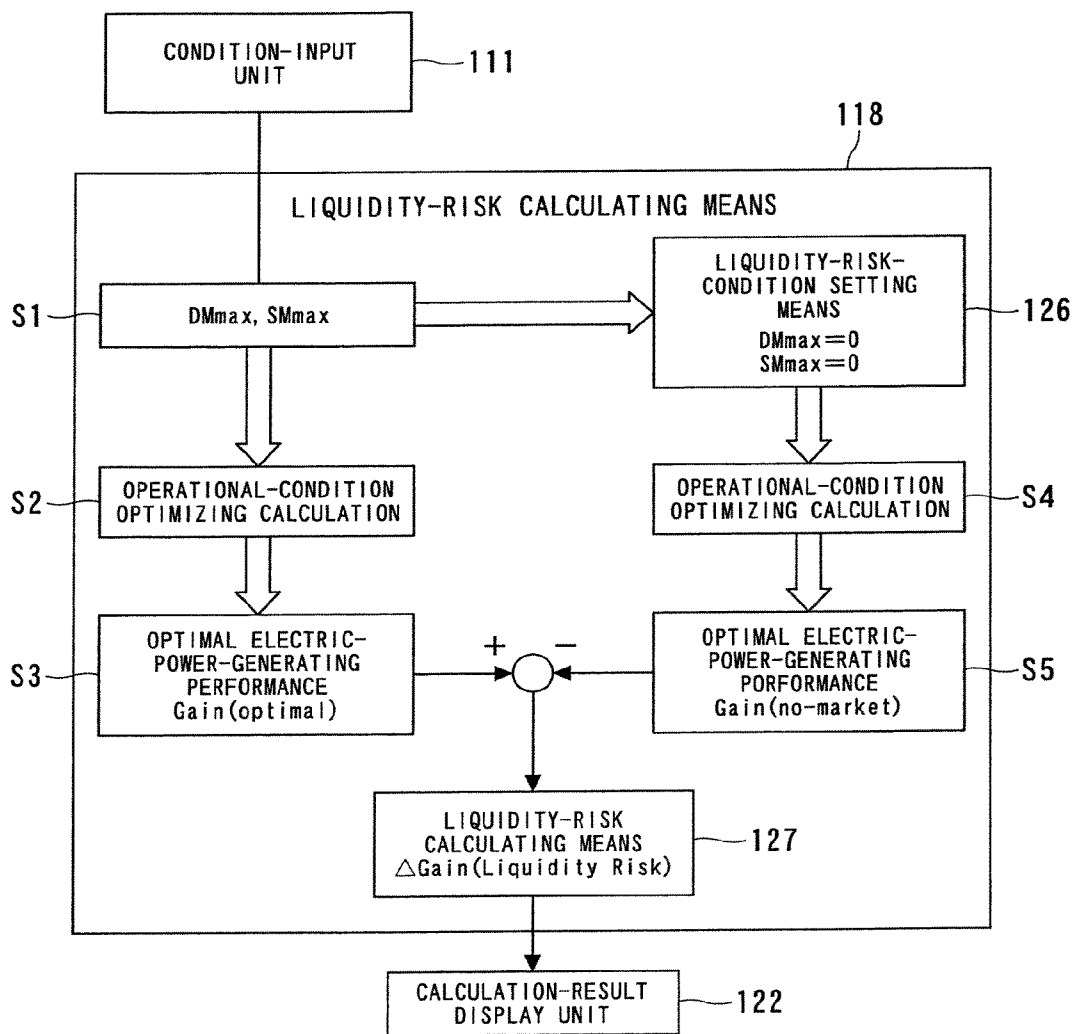 CONDITION-INPUT
UNIT
111
118
LIQUIDITY-RISK CALCULATING MEANS
S1
DMmax, SMmax
LIQUIDITY-RISK-
CONDITION SETTING
MEANS
DMmax=0
SMmax=0
126
S2
OPERATIONAL-CONDITION
OPTIMIZING CALCULATION
OPERATIONAL-CONDITION
OPTIMIZING CALCULATION
S4
S3
OPTIMAL ELECTRIC-
POWER-GENERATING
PERFORMANCE
Gain(optimal)
+
−
OPTIMAL ELECTRIC-
POWER-GENERATING
PORFORMANCE
Gain(no-market)
S5
LIQUIDITY-RISK
CALCULATING MEANS
△Gain(Liquidity Risk)
127
CALCULATION-RESULT
DISPLAY UNIT
122